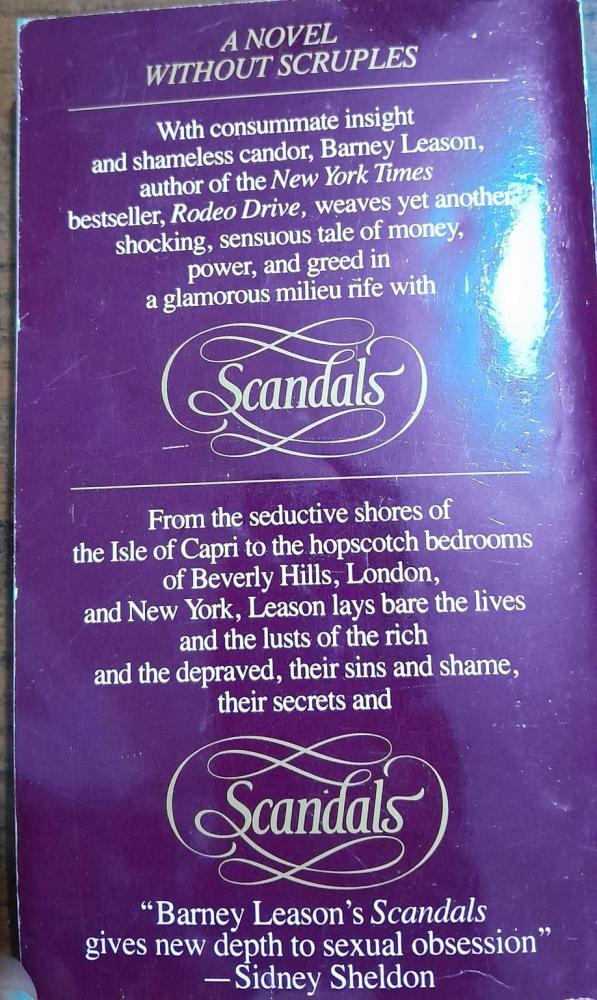 A NOVEL
WITHOUT SCRUPLES
With consummate insight
and shameless candor, Barney Leason,
author of the New York Times
bestseller, Rodeo Drive, weaves yet another
shocking, sensuous tale of money,
power, and greed in
a glamorous milieu rife with
Scandals
From the seductive shores of
the Isle of Capri to the hopscotch bedrooms
of Beverly Hills, London,
and New York, Leason lays bare the lives
and the lusts of the rich
and the depraved, their sins and shame,
their secrets and
Scandals
“Barney Leason's Scandals
gives new depth to sexual obsession”
—Sidney Sheldon